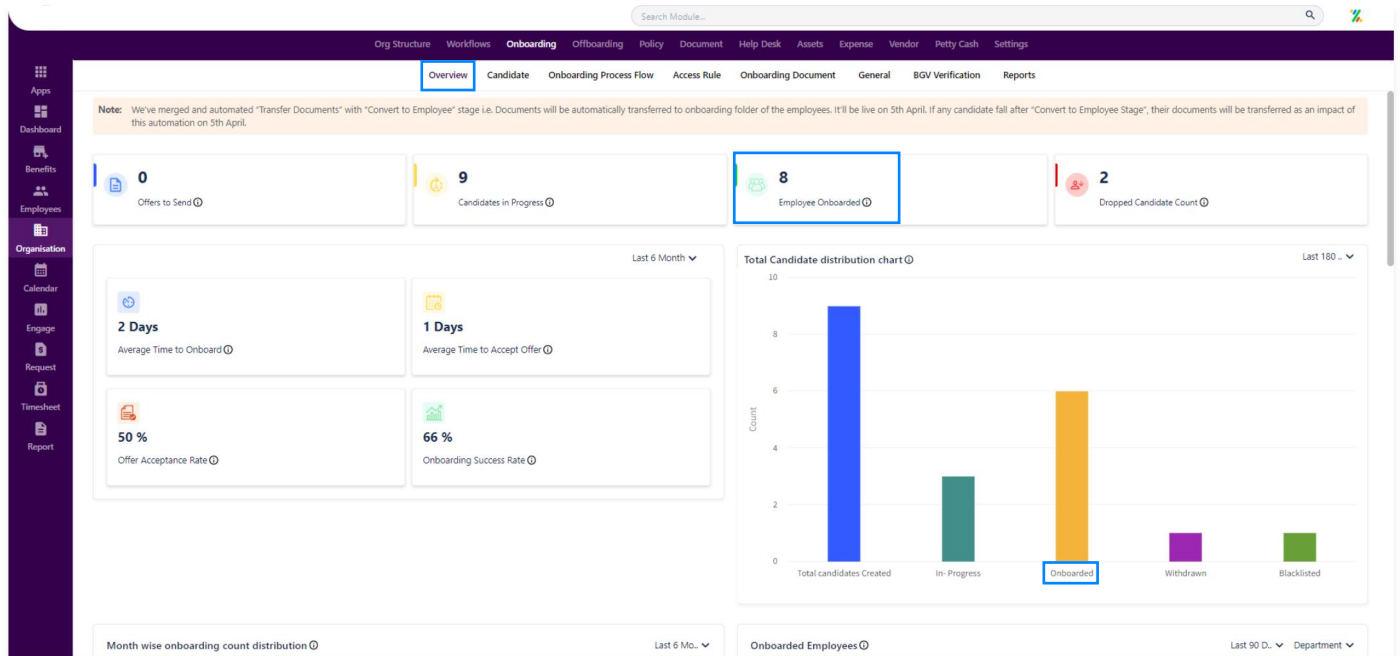 Search Module...
Org Structure Workflows Onboarding Offboarding Policy Document Help Desk Assets Expense Vendor Petty Cash Settings
Apps
Dashboard
Benefits
Employees
Organisation
Calendar
Engage
Request
Timesheet
Report
Overview Candidate Onboarding Process Flow Access Rule Onboarding Document General BGV Verification Reports
Note: We've merged and automated "Transfer Documents" with "Convert to Employee" stage i.e. Documents will be automatically transferred to onboarding folder of the employees. It'll be live on 5th April. If any candidate fall after "Convert to Employee Stage", their documents will be transferred as an impact of
this automation on 5th April.
0
Offers to Send
9
Candidates in Progress
8
Employee Onboarded
2
Dropped Candidate Count
Last 6 Month
2 Days
Average Time to Onboard
1 Days
Average Time to Accept Offer
50 %
Offer Acceptance Rate
66 %
Onboarding Success Rate
Total Candidate distribution chart
Last 180 ..
10
8
6
4
2
0
Count
Total candidates Created
In- Progress
Onboarded
Withdrawn
Blacklisted
Month wise onboarding count distribution
Last 6 Mo..
Onboarded Employees
Last 90 D.. Department